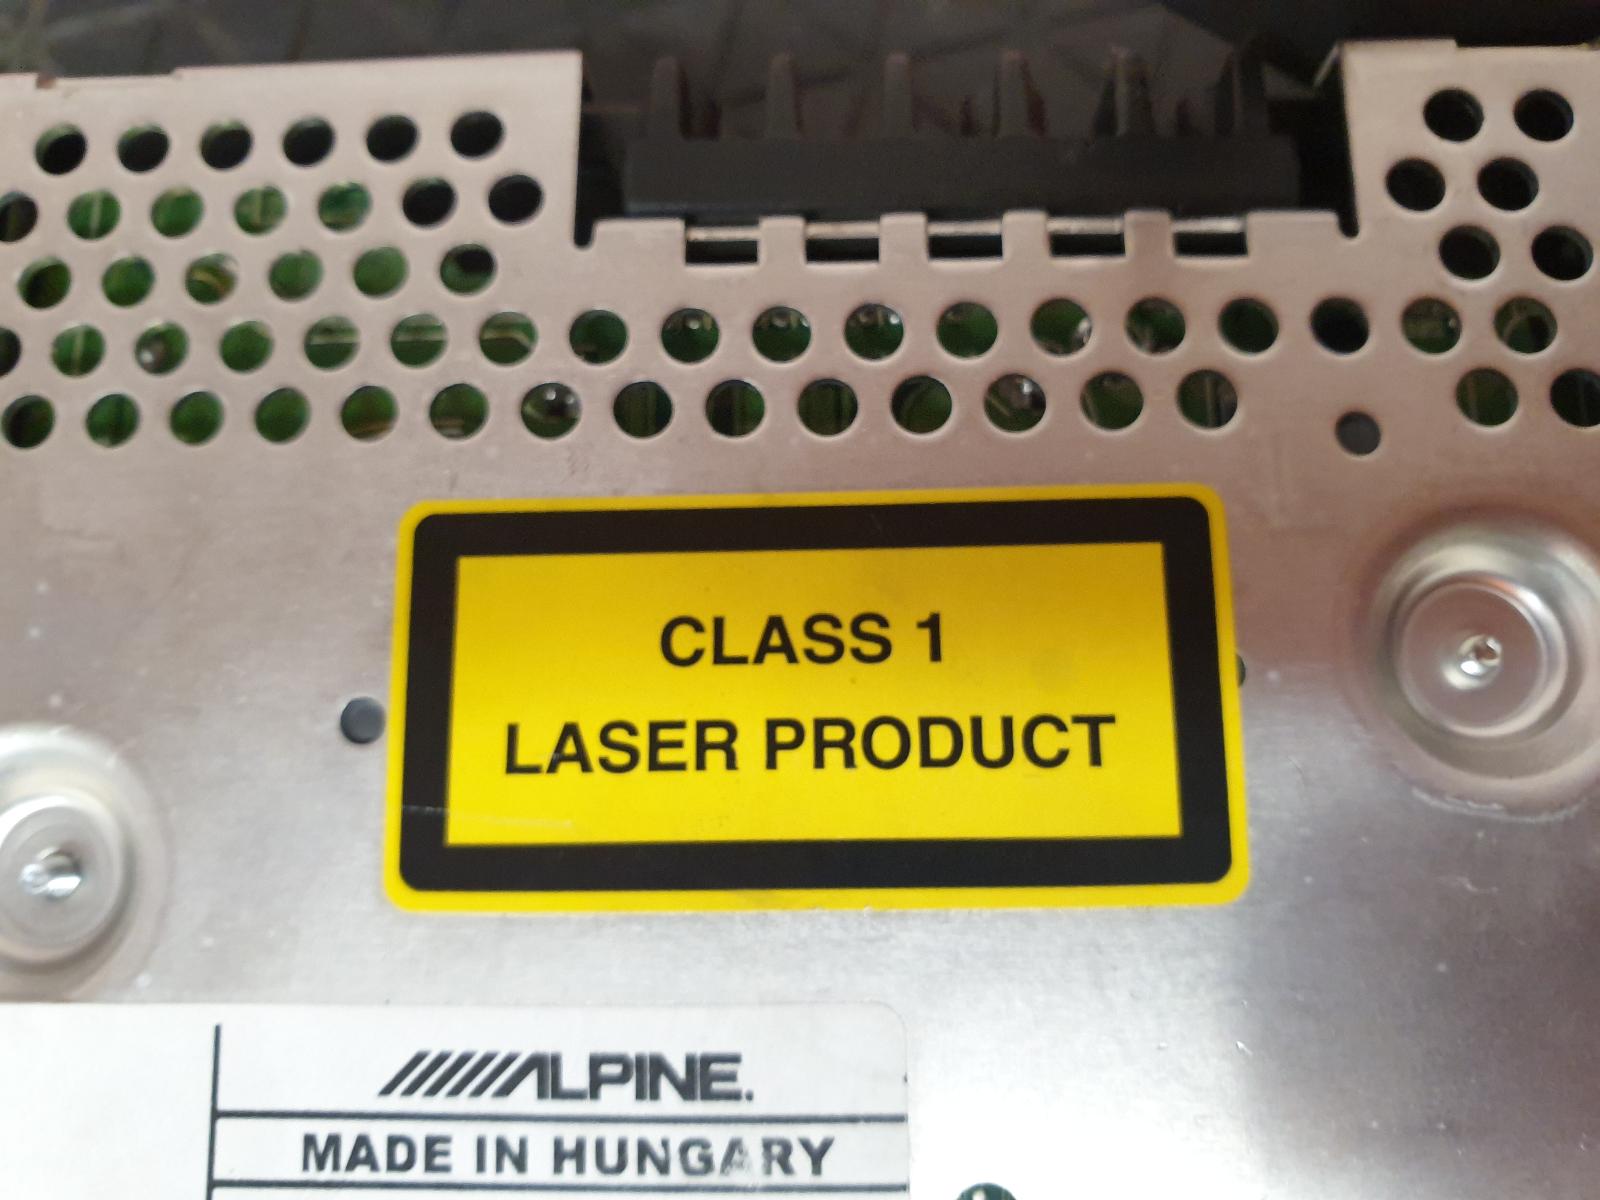 CLASS 1
LASER PRODUCT
ALPINE.
MADE IN HUNGARY